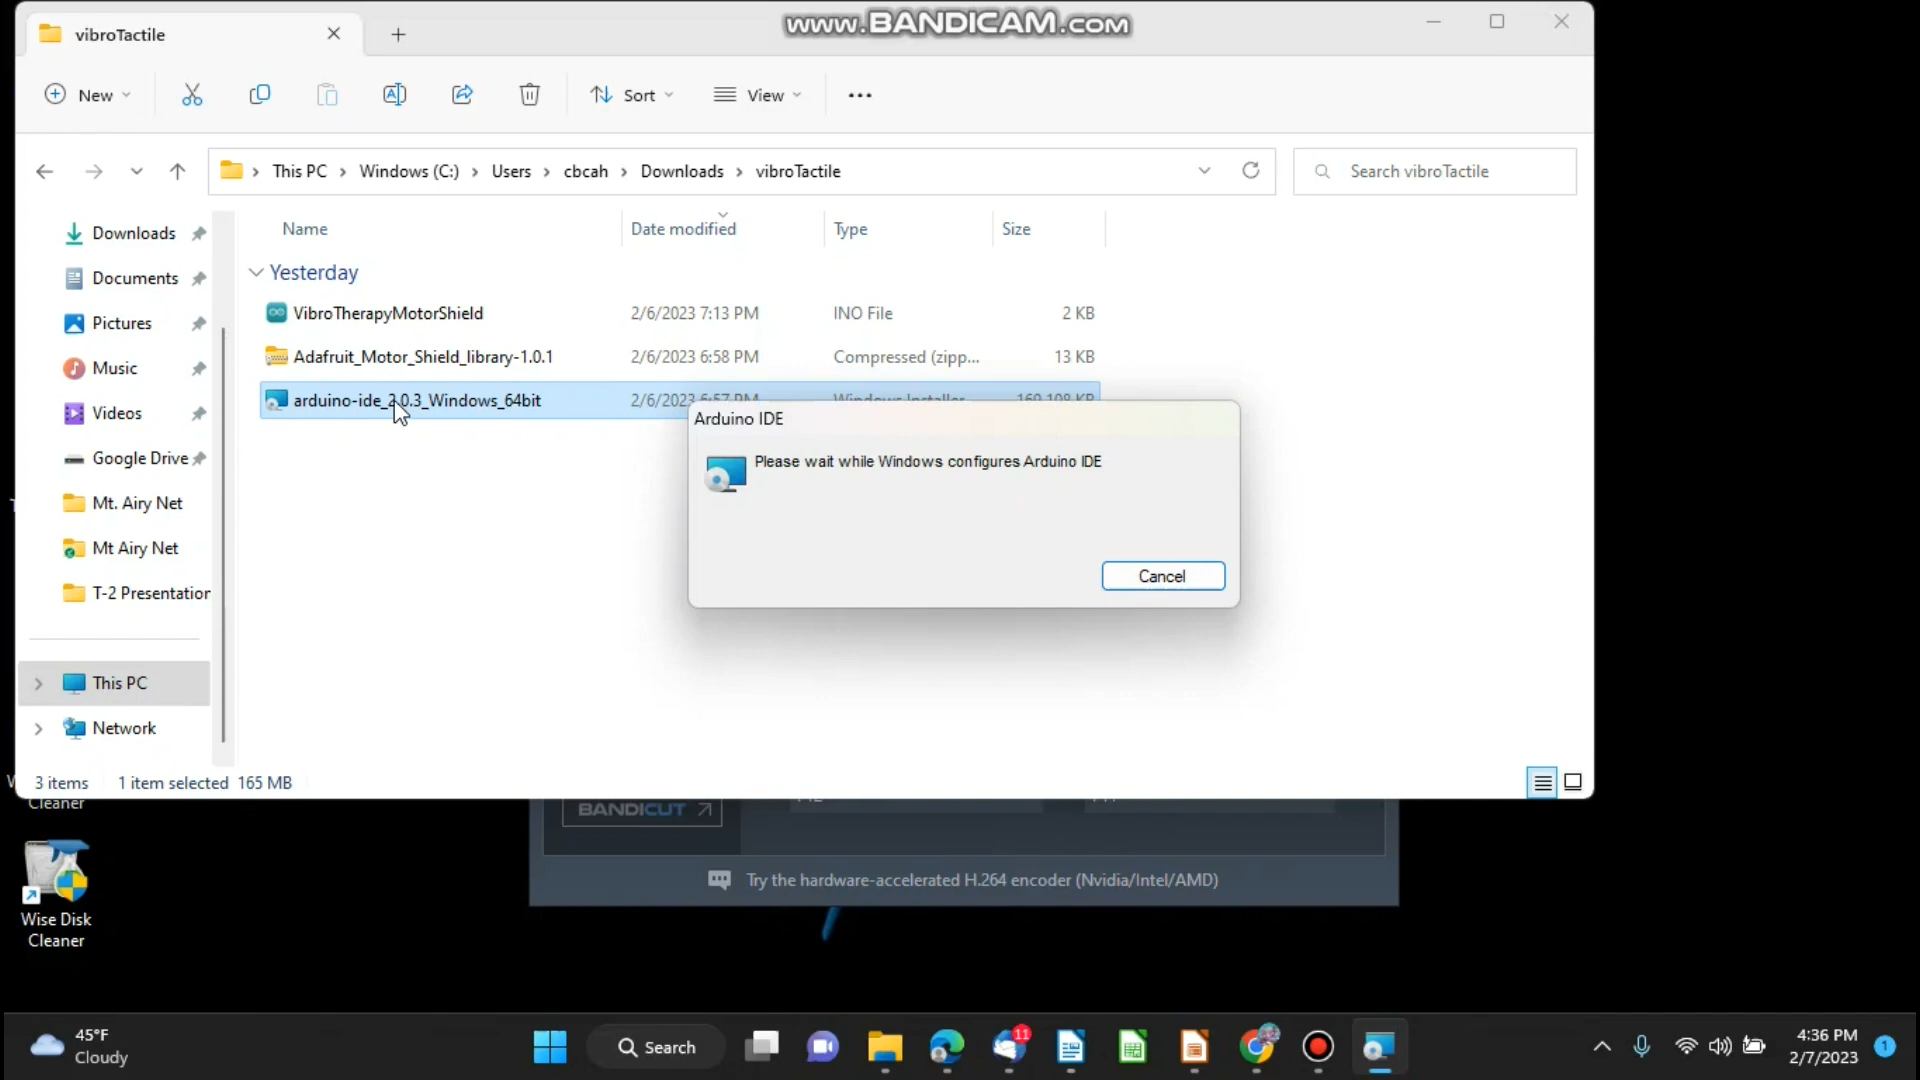 vibroTactile
www.BANDICAM.com
New
Sort
View
This PC
Windows (C:)
Users
cbcah
Downloads
vibroTactile
Search vibroTactile
Downloads
Documents
Pictures
Music
Videos
Google Drive
Mt. Airy Net
Mt Airy Net
T-2 Presentation
This PC
Network
Name
Date modified
Type
Size
Yesterday
VibroTherapyMotorShield 2/6/2023 7:13 PM INO File 2 KB
Adafruit_Motor_Shield_library-1.0.1 2/6/2023 6:58 PM Compressed (zipp... 13 KB
arduino-ide_2.0.3_Windows_64bit 2/6/2023 6:57 PM Windows Installer 169,108 KB
Arduino IDE
Please wait while Windows configures Arduino IDE
Cancel
3 items 1 item selected 165 MB
Cleaner
BANDICUT
Try the hardware-accelerated H.264 encoder (Nvidia/Intel/AMD)
Wise Disk
Cleaner
45°F
Cloudy
Search
11
4:36 PM
2/7/2023
1